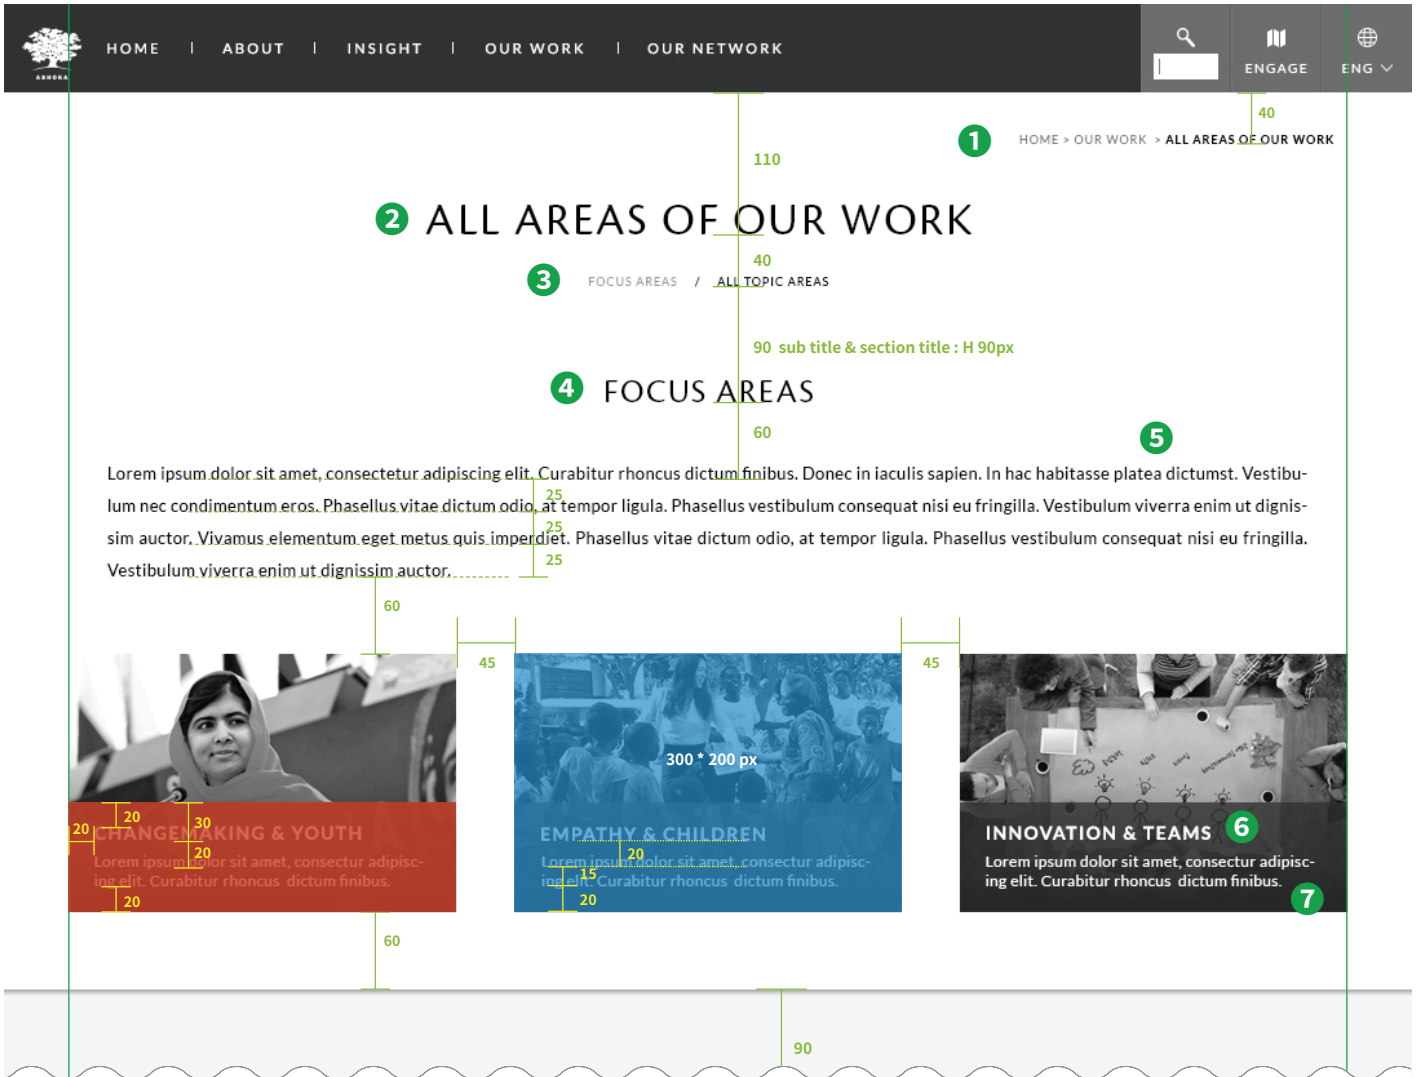 ASHOKA
HOME | ABOUT | INSIGHT | OUR WORK | OUR NETWORK
ENGAGE
ENG
40
1
HOME > OUR WORK > ALL AREAS OF OUR WORK
110
2 ALL AREAS OF OUR WORK
40
3 FOCUS AREAS / ALL TOPIC AREAS
90 sub title & section title : H 90px
4 FOCUS AREAS
60
5
Lorem ipsum dolor sit amet, consectetur adipiscing elit. Curabitur rhoncus dictum finibus. Donec in iaculis sapien. In hac habitasse platea dictumst. Vestibu-
25
lum nec condimentum eros. Phasellus vitae dictum odio, at tempor ligula. Phasellus vestibulum consequat nisi eu fringilla. Vestibulum viverra enim ut dignis-
25
sim auctor. Vivamus elementum eget metus quis imperdiet. Phasellus vitae dictum odio, at tempor ligula. Phasellus vestibulum consequat nisi eu fringilla.
25
Vestibulum viverra enim ut dignissim auctor.
60
45
45
20
30
20
CHANGEMAKING & YOUTH
20
Lorem ipsum dolor sit amet, consectur adipisc-
ing elit. Curabitur rhoncus dictum finibus.
20
300 * 200 px
EMPATHY & CHILDREN
20
Lorem ipsum dolor sit amet, consectur adipisc-
15
ing elit. Curabitur rhoncus dictum finibus.
20
INNOVATION & TEAMS 6
Lorem ipsum dolor sit amet, consectur adipisc-
ing elit. Curabitur rhoncus dictum finibus.
7
60
90